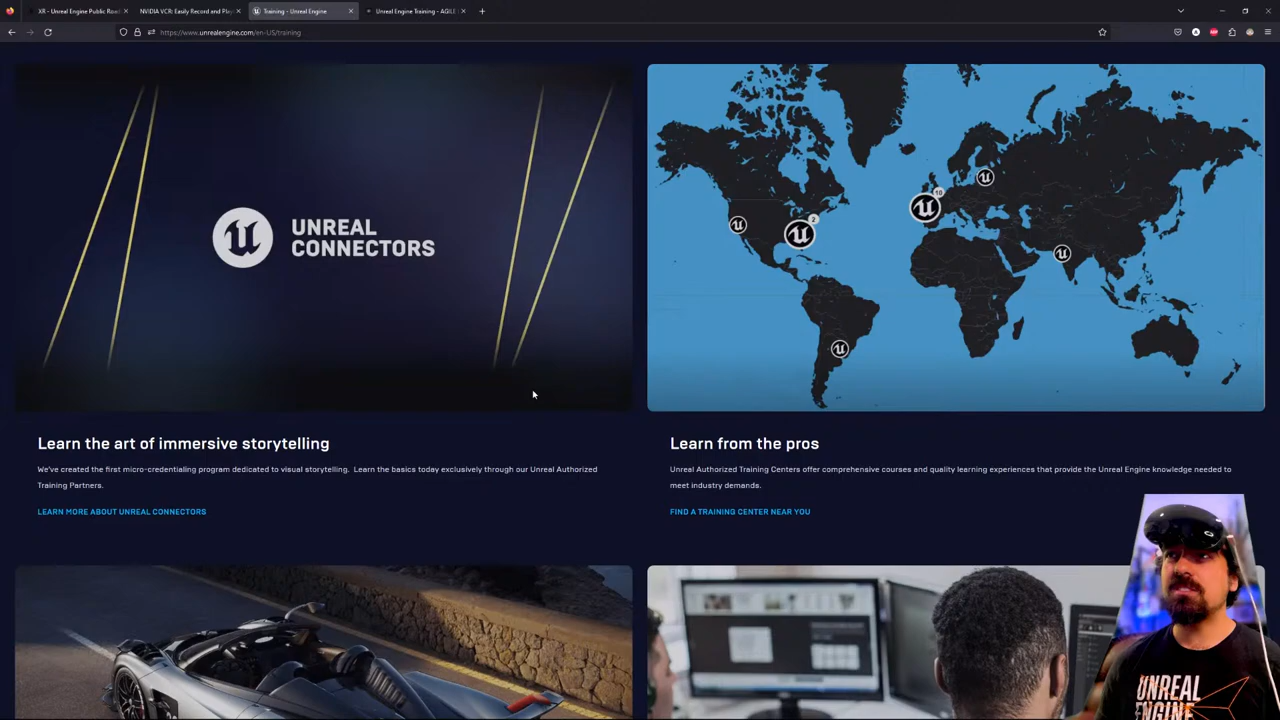 XR - Unreal Engine Public Road
NVIDIA VCR: Easily Record and Play
Training - Unreal Engine
Unreal Engine Training - AGILE
https://www.unrealengine.com/en-US/training
UNREAL
CONNECTORS
10
2
Learn the art of immersive storytelling
We've created the first micro-credentialing program dedicated to visual storytelling. Learn the basics today exclusively through our Unreal Authorized
Training Partners.
LEARN MORE ABOUT UNREAL CONNECTORS
Learn from the pros
Unreal Authorized Training Centers offer comprehensive courses and quality learning experiences that provide the Unreal Engine knowledge needed to
meet industry demands.
FIND A TRAINING CENTER NEAR YOU
UNREAL
ENGINE